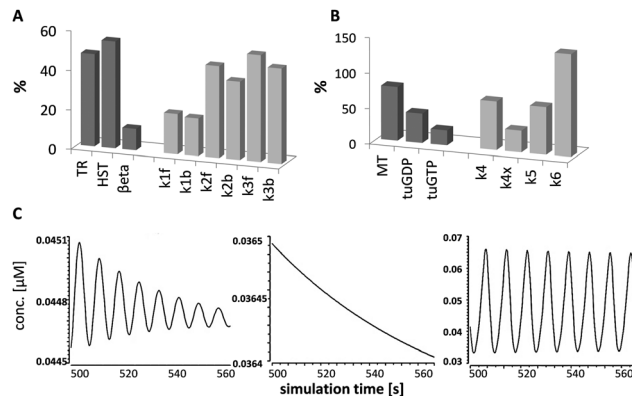 A
60
40
20
0
%
TR
HST
βeta
k1f
k1b
k2f
k2b
k3f
k3b
B
150
100
50
0
%
MT
tuGDP
tuGTP
k4
k4x
k5
k6
C
conc. [µM]
0.0451
0.0448
0.0445
500 520 540 560
0.0365
0.03645
0.0364
500 520 540 560
0.07
0.06
0.05
0.04
0.03
500 520 540 560
simulation time [s]